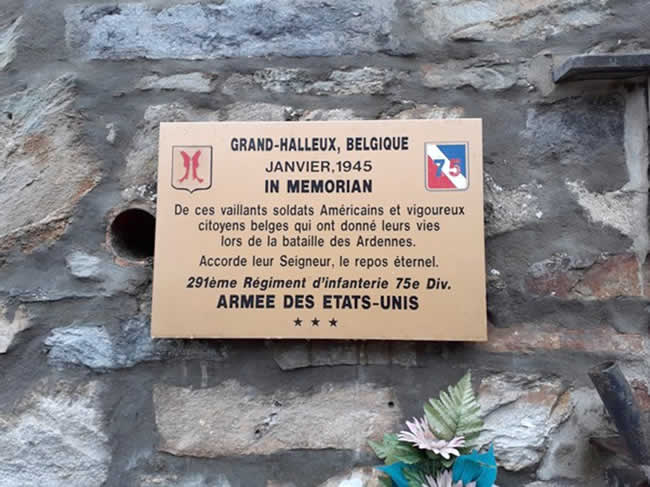 GRAND-HALLEUX, BELGIQUE
JANVIER, 1945
IN MEMORIAN
75
De ces vaillants soldats Américains et vigoureux
citoyens belges qui ont donné leurs vies
lors de la bataille des Ardennes.
Accorde leur Seigneur, le repos éternel.
291ème Régiment d'infanterie 75e Div.
ARMEE DES ETATS-UNIS
★ ★ ★